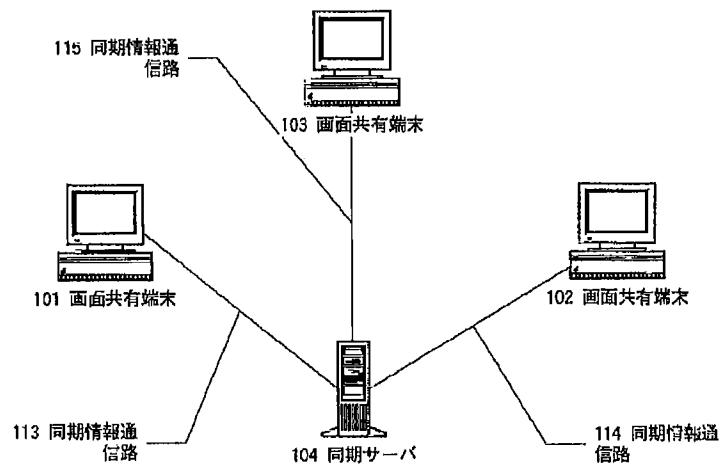 115 同期情報通
信路
103 画面共有端末
101 画面共有端末
102 画面共有端末
113 同期情報通
信路
104 同期サーバ
114 同期情報通
信路